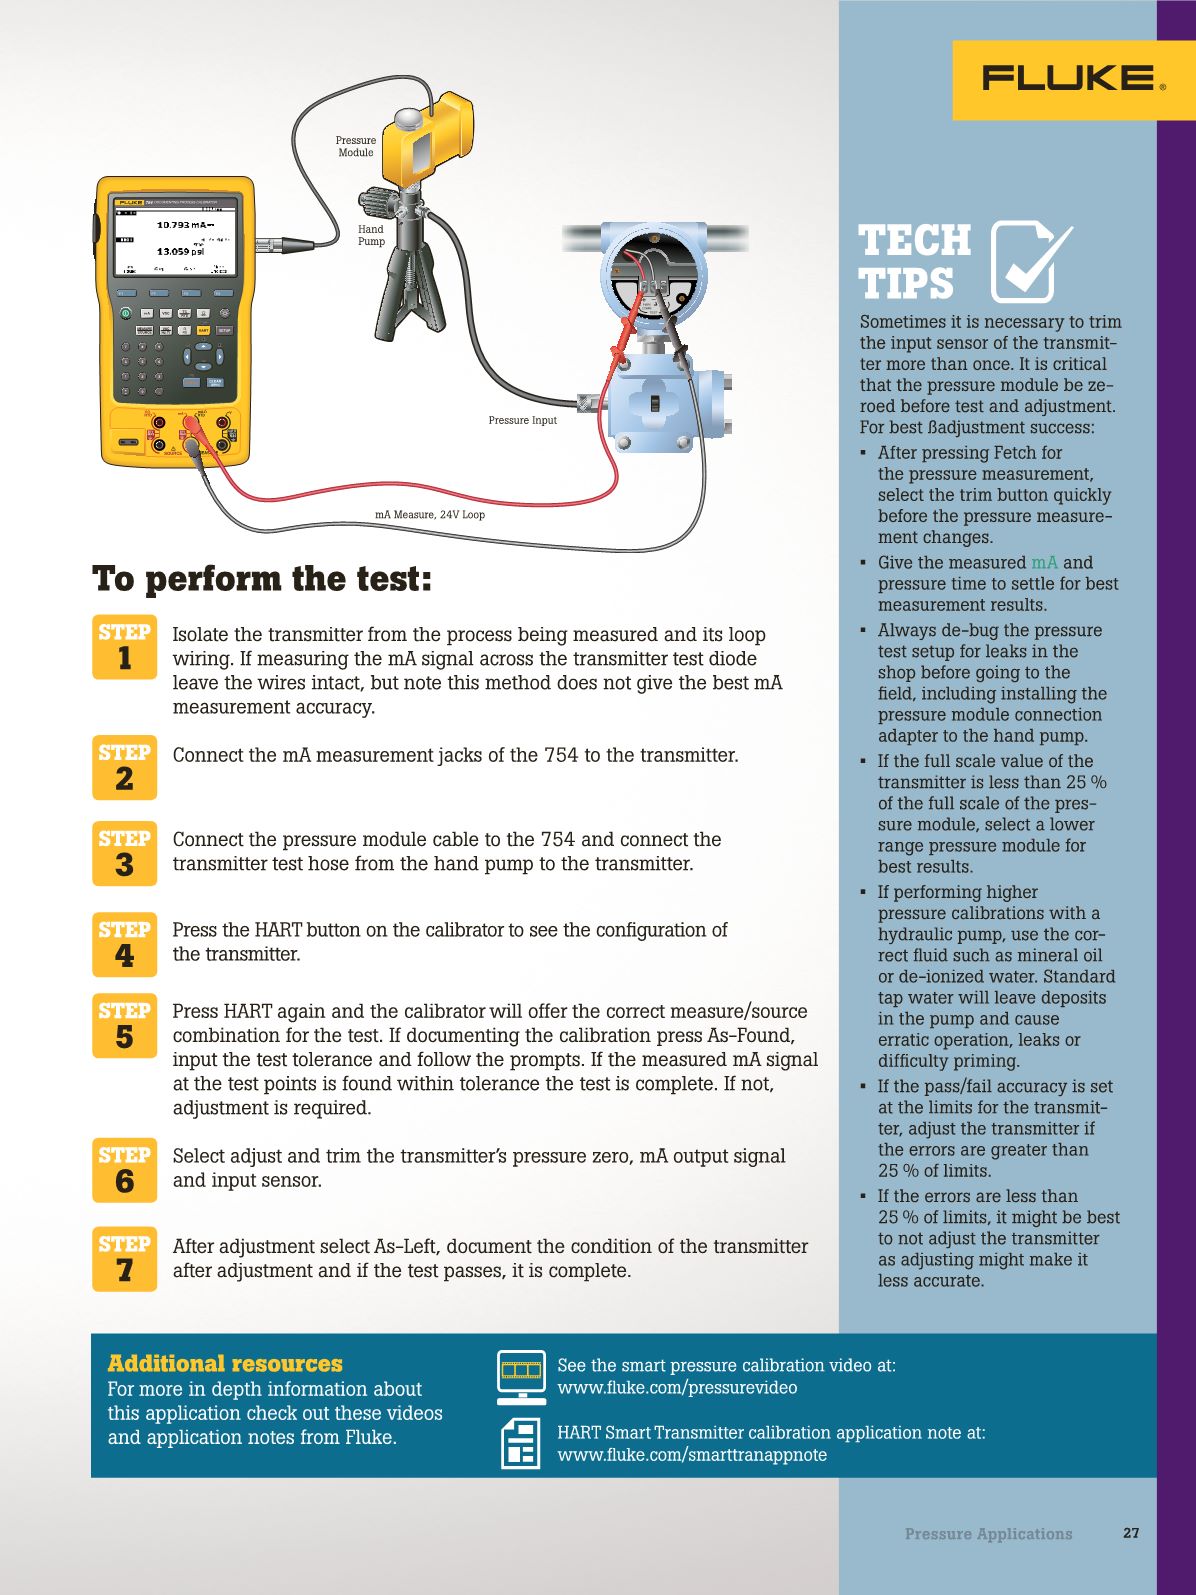 FLUKE®
Pressure
Module
FLUKE
10.793 mA
13.059 psi
HART
SETUP
Hand
Pump
Pressure Input
SOURCE
mA Measure, 24V Loop
To perform the test:
STEP
1
Isolate the transmitter from the process being measured and its loop
wiring. If measuring the mA signal across the transmitter test diode
leave the wires intact, but note this method does not give the best mA
measurement accuracy.
STEP
2
Connect the mA measurement jacks of the 754 to the transmitter.
STEP
3
Connect the pressure module cable to the 754 and connect the
transmitter test hose from the hand pump to the transmitter.
STEP
4
Press the HART button on the calibrator to see the configuration of
the transmitter.
STEP
5
Press HART again and the calibrator will offer the correct measure/source
combination for the test. If documenting the calibration press As-Found,
input the test tolerance and follow the prompts. If the measured mA signal
at the test points is found within tolerance the test is complete. If not,
adjustment is required.
STEP
6
Select adjust and trim the transmitter's pressure zero, mA output signal
and input sensor.
STEP
7
After adjustment select As-Left, document the condition of the transmitter
after adjustment and if the test passes, it is complete.
TECH
TIPS
Sometimes it is necessary to trim
the input sensor of the transmit-
ter more than once. It is critical
that the pressure module be ze-
roed before test and adjustment.
For best ßadjustment success:
▪ After pressing Fetch for
the pressure measurement,
select the trim button quickly
before the pressure measure-
ment changes.
▪ Give the measured mA and
pressure time to settle for best
measurement results.
▪ Always de-bug the pressure
test setup for leaks in the
shop before going to the
field, including installing the
pressure module connection
adapter to the hand pump.
▪ If the full scale value of the
transmitter is less than 25 %
of the full scale of the pres-
sure module, select a lower
range pressure module for
best results.
▪ If performing higher
pressure calibrations with a
hydraulic pump, use the cor-
rect fluid such as mineral oil
or de-ionized water. Standard
tap water will leave deposits
in the pump and cause
erratic operation, leaks or
difficulty priming.
▪ If the pass/fail accuracy is set
at the limits for the transmit-
ter, adjust the transmitter if
the errors are greater than
25 % of limits.
▪ If the errors are less than
25 % of limits, it might be best
to not adjust the transmitter
as adjusting might make it
less accurate.
Additional resources
For more in depth information about
this application check out these videos
and application notes from Fluke.
See the smart pressure calibration video at:
www.fluke.com/pressurevideo
HART Smart Transmitter calibration application note at:
www.fluke.com/smarttranappnote
Pressure Applications 27